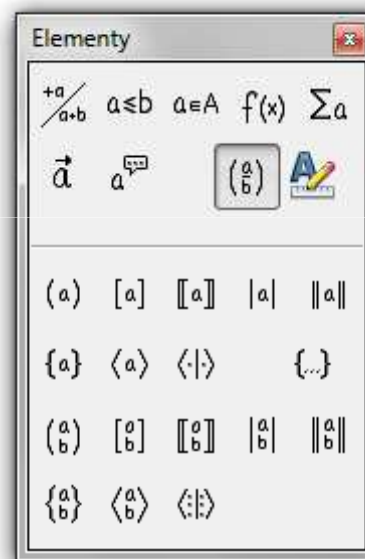 Elementy
+a/a+b a≤b a∈A f(x) Σa
a⃗ a (a/b) A
(a) [a] ⟦a⟧ |a| ‖a‖
{a} ⟨a⟩ ⟨·|·⟩ {...}
(a b) [a b] ⟦a b⟧ |a b| ‖a b‖
{a b} ⟨a b⟩ ⟨:|:⟩